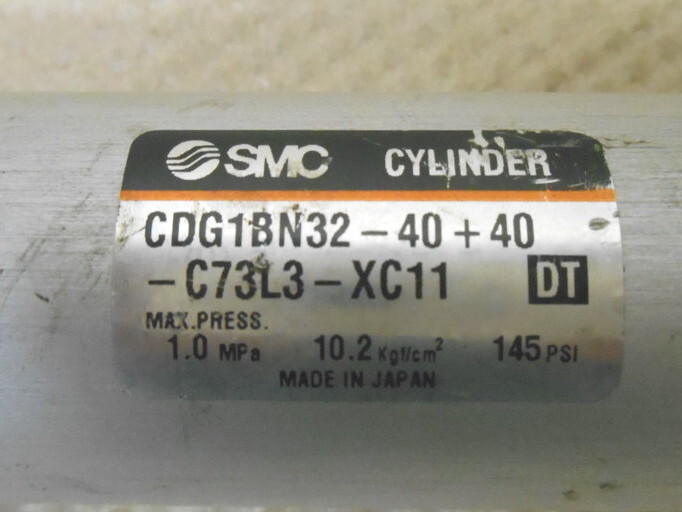 SMC CYLINDER
CDG1BN32-40+40
-C73L3-XC11 DT
MAX.PRESS.
1.0 MPa 10.2 Kgf/cm² 145 PSI
MADE IN JAPAN